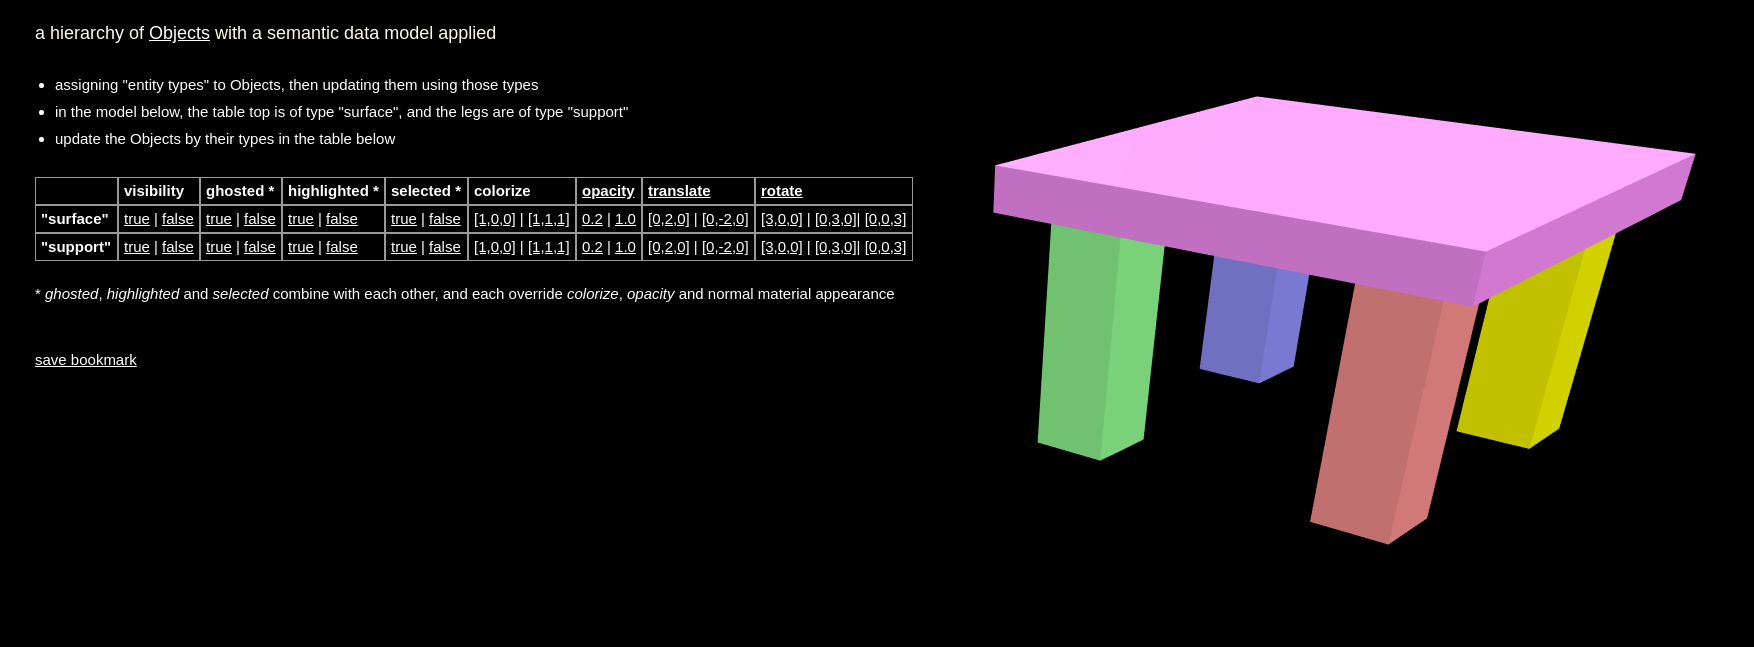 a hierarchy of Objects with a semantic data model applied
• assigning "entity types" to Objects, then updating them using those types
• in the model below, the table top is of type "surface", and the legs are of type "support"
• update the Objects by their types in the table below
visibility ghosted * highlighted * selected * colorize opacity translate rotate
"surface" true | false true | false true | false true | false [1,0,0] | [1,1,1] 0.2 | 1.0 [0,2,0] | [0,-2,0] [3,0,0] | [0,3,0]| [0,0,3]
"support" true | false true | false true | false true | false [1,0,0] | [1,1,1] 0.2 | 1.0 [0,2,0] | [0,-2,0] [3,0,0] | [0,3,0]| [0,0,3]
* ghosted, highlighted and selected combine with each other, and each override colorize, opacity and normal material appearance
save bookmark